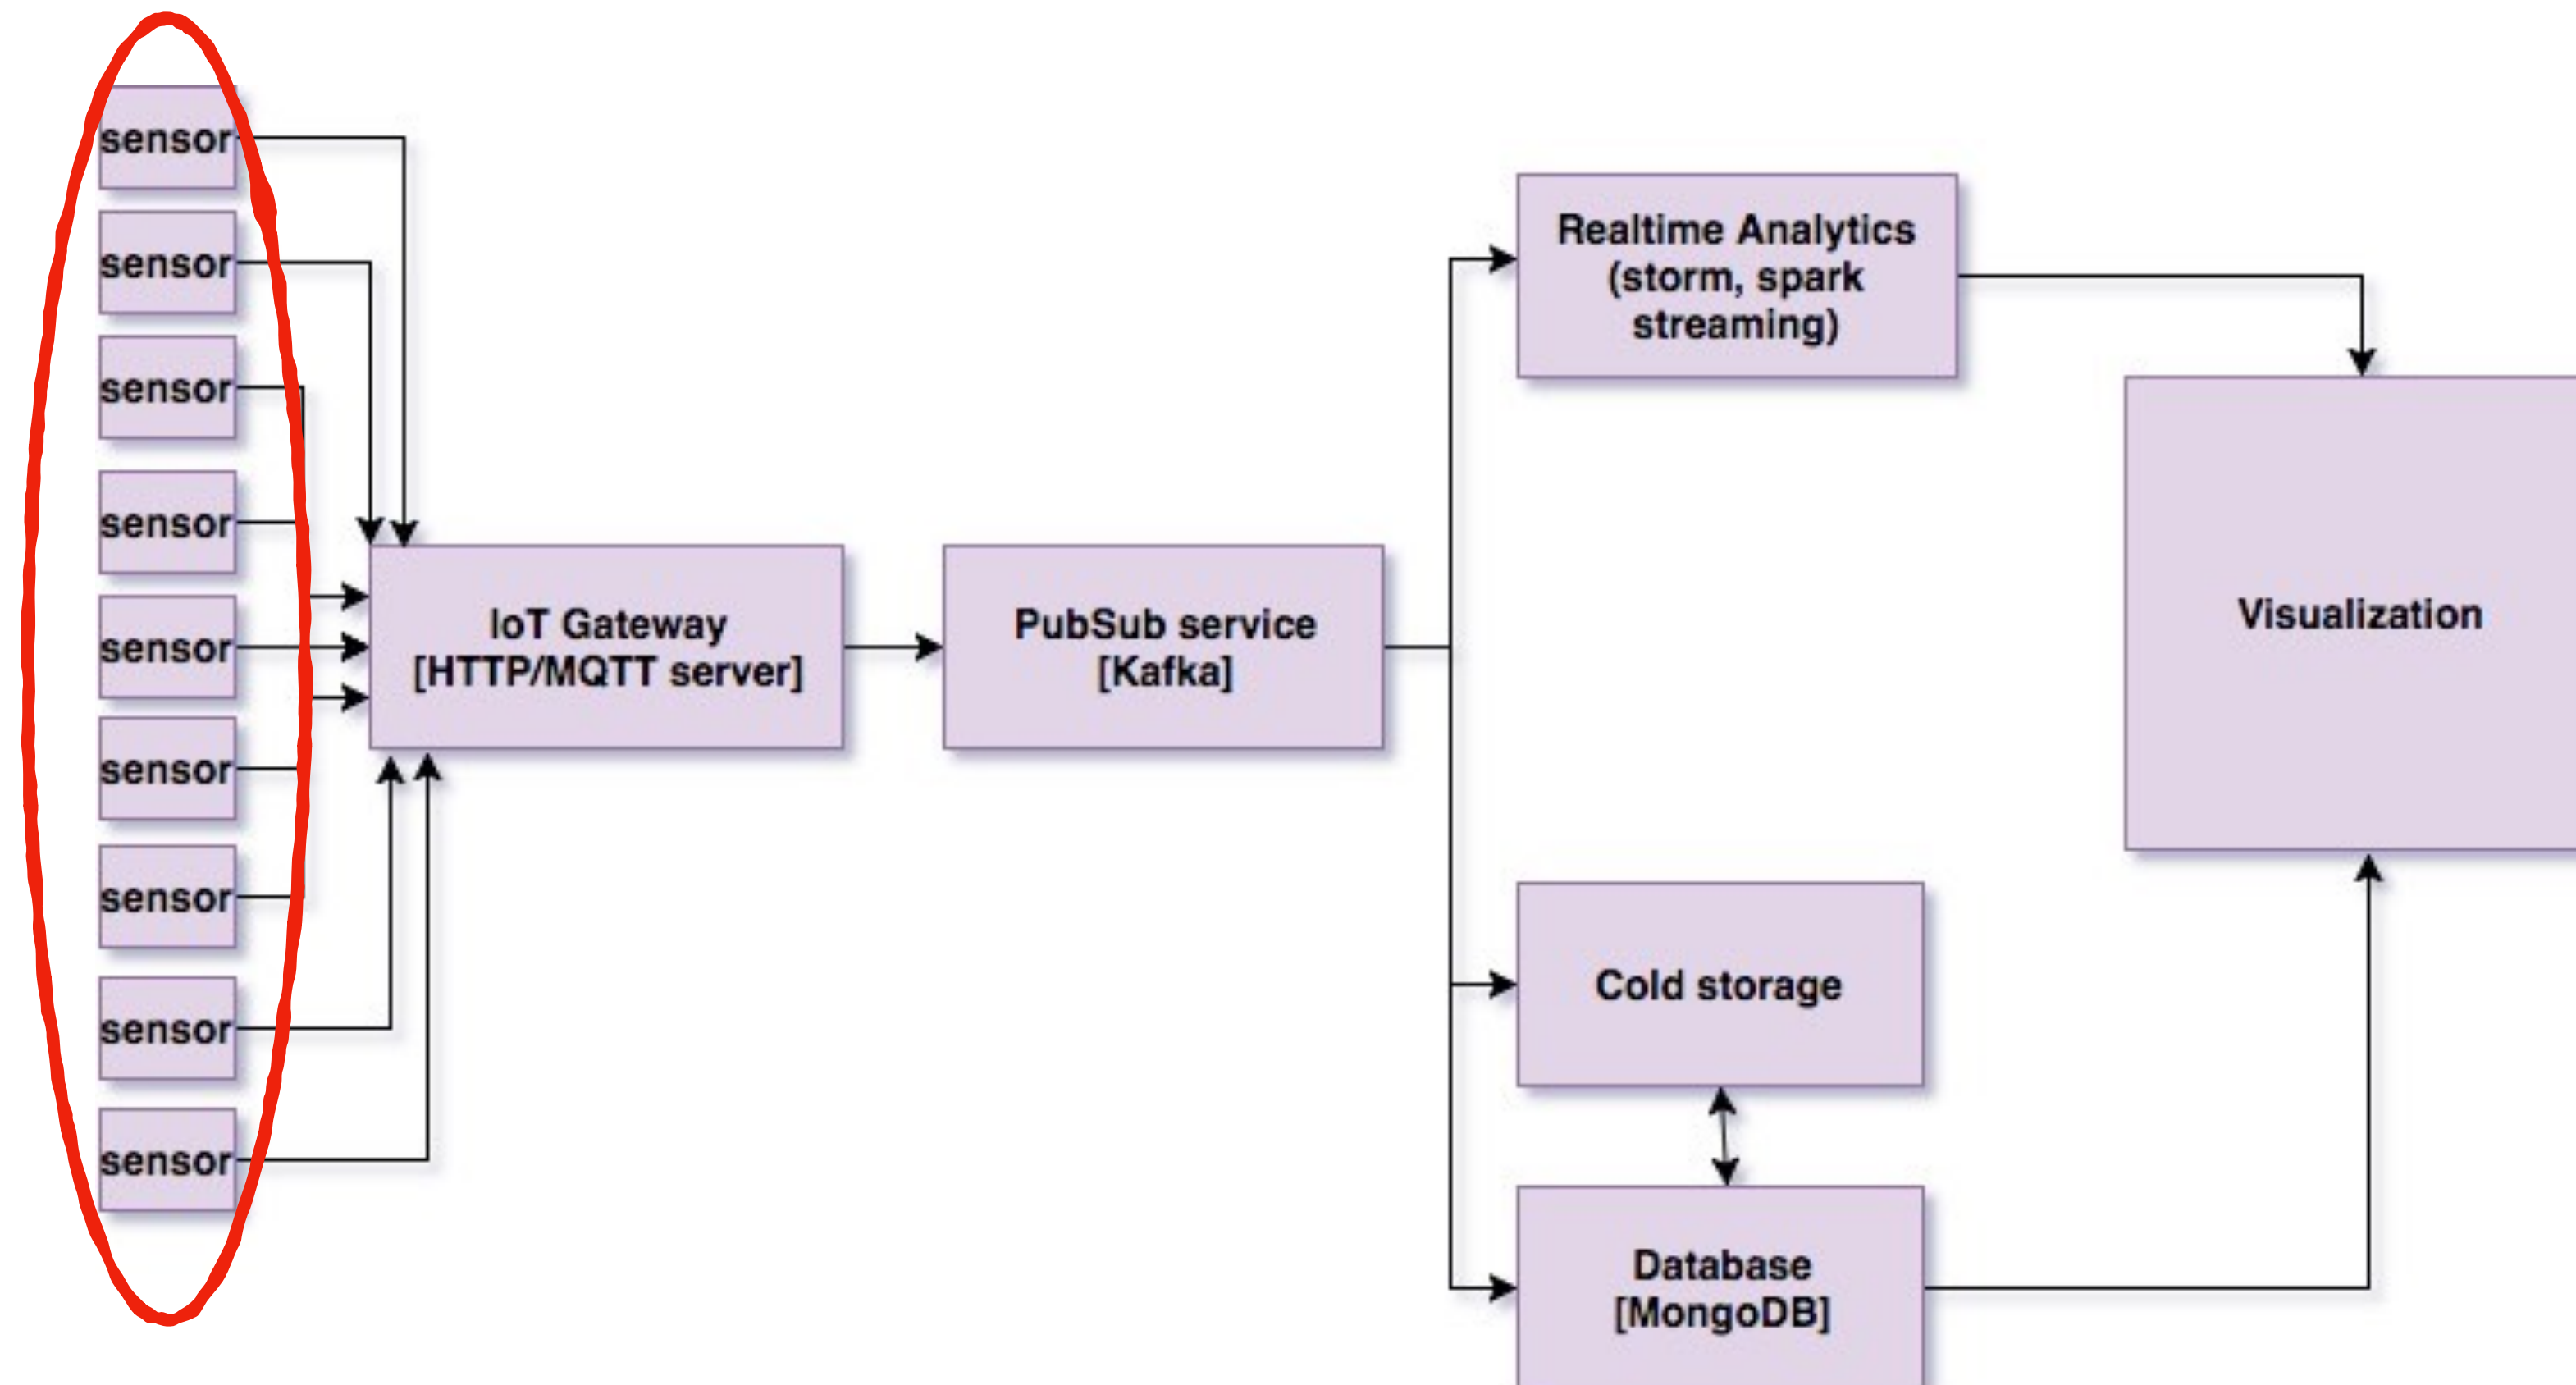 sensor
sensor
sensor
sensor
sensor
sensor
sensor
sensor
sensor
IoT Gateway
[HTTP/MQTT server]
PubSub service
[Kafka]
Realtime Analytics
(storm, spark
streaming)
Cold storage
Database
[MongoDB]
Visualization